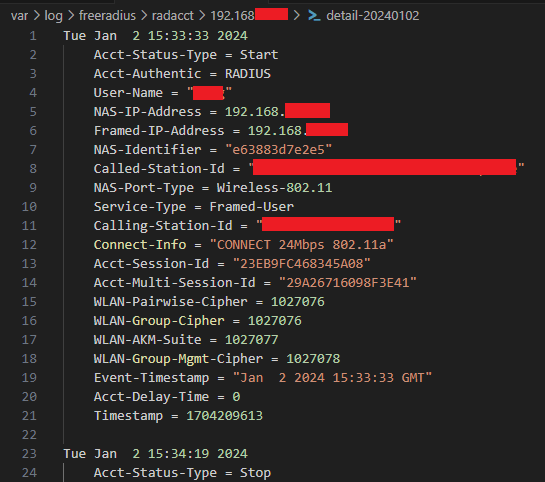 var > log > freeradius > radacct > 192.168 > detail-20240102
1 Tue Jan  2 15:33:33 2024
2 Acct-Status-Type = Start
3 Acct-Authentic = RADIUS
4 User-Name = " "
5 NAS-IP-Address = 192.168.
6 Framed-IP-Address = 192.168.
7 NAS-Identifier = "e63883d7e2e5"
8 Called-Station-Id = " "
9 NAS-Port-Type = Wireless-802.11
10 Service-Type = Framed-User
11 Calling-Station-Id = " "
12 Connect-Info = "CONNECT 24Mbps 802.11a"
13 Acct-Session-Id = "23EB9FC468345A08"
14 Acct-Multi-Session-Id = "29A26716098F3E41"
15 WLAN-Pairwise-Cipher = 1027076
16 WLAN-Group-Cipher = 1027076
17 WLAN-AKM-Suite = 1027077
18 WLAN-Group-Mgmt-Cipher = 1027078
19 Event-Timestamp = "Jan  2 2024 15:33:33 GMT"
20 Acct-Delay-Time = 0
21 Timestamp = 1704209613
22
23 Tue Jan  2 15:34:19 2024
24 Acct-Status-Type = Stop